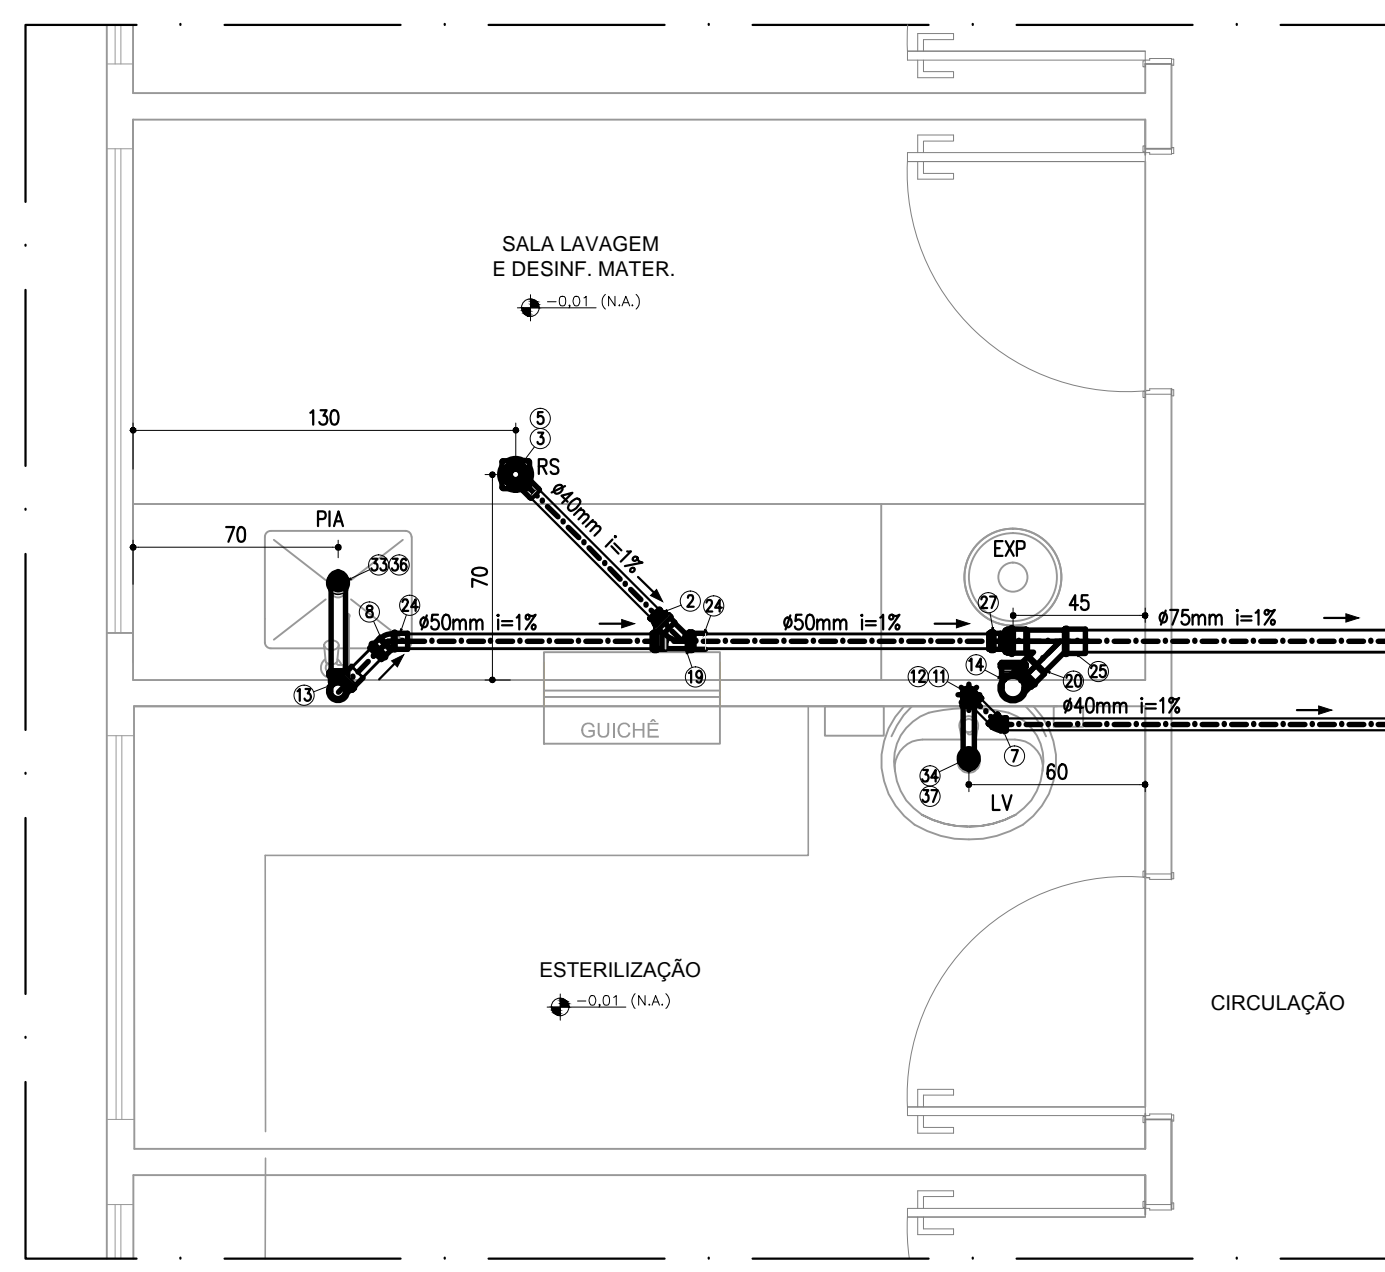 SALA LAVAGEM
E DESINF. MATER.
-0,01 (N.A.)
130
5
3
RS
ø40mm i=1%
PIA
70
EXP
33 36
70
8
24
ø50mm i=1%
2
24
ø50mm i=1%
27
45
ø75mm i=1%
13
19
12 11
14
20
25
ø40mm i=1%
GUICHÊ
7
34
37
60
LV
ESTERILIZAÇÃO
-0,01 (N.A.)
CIRCULAÇÃO